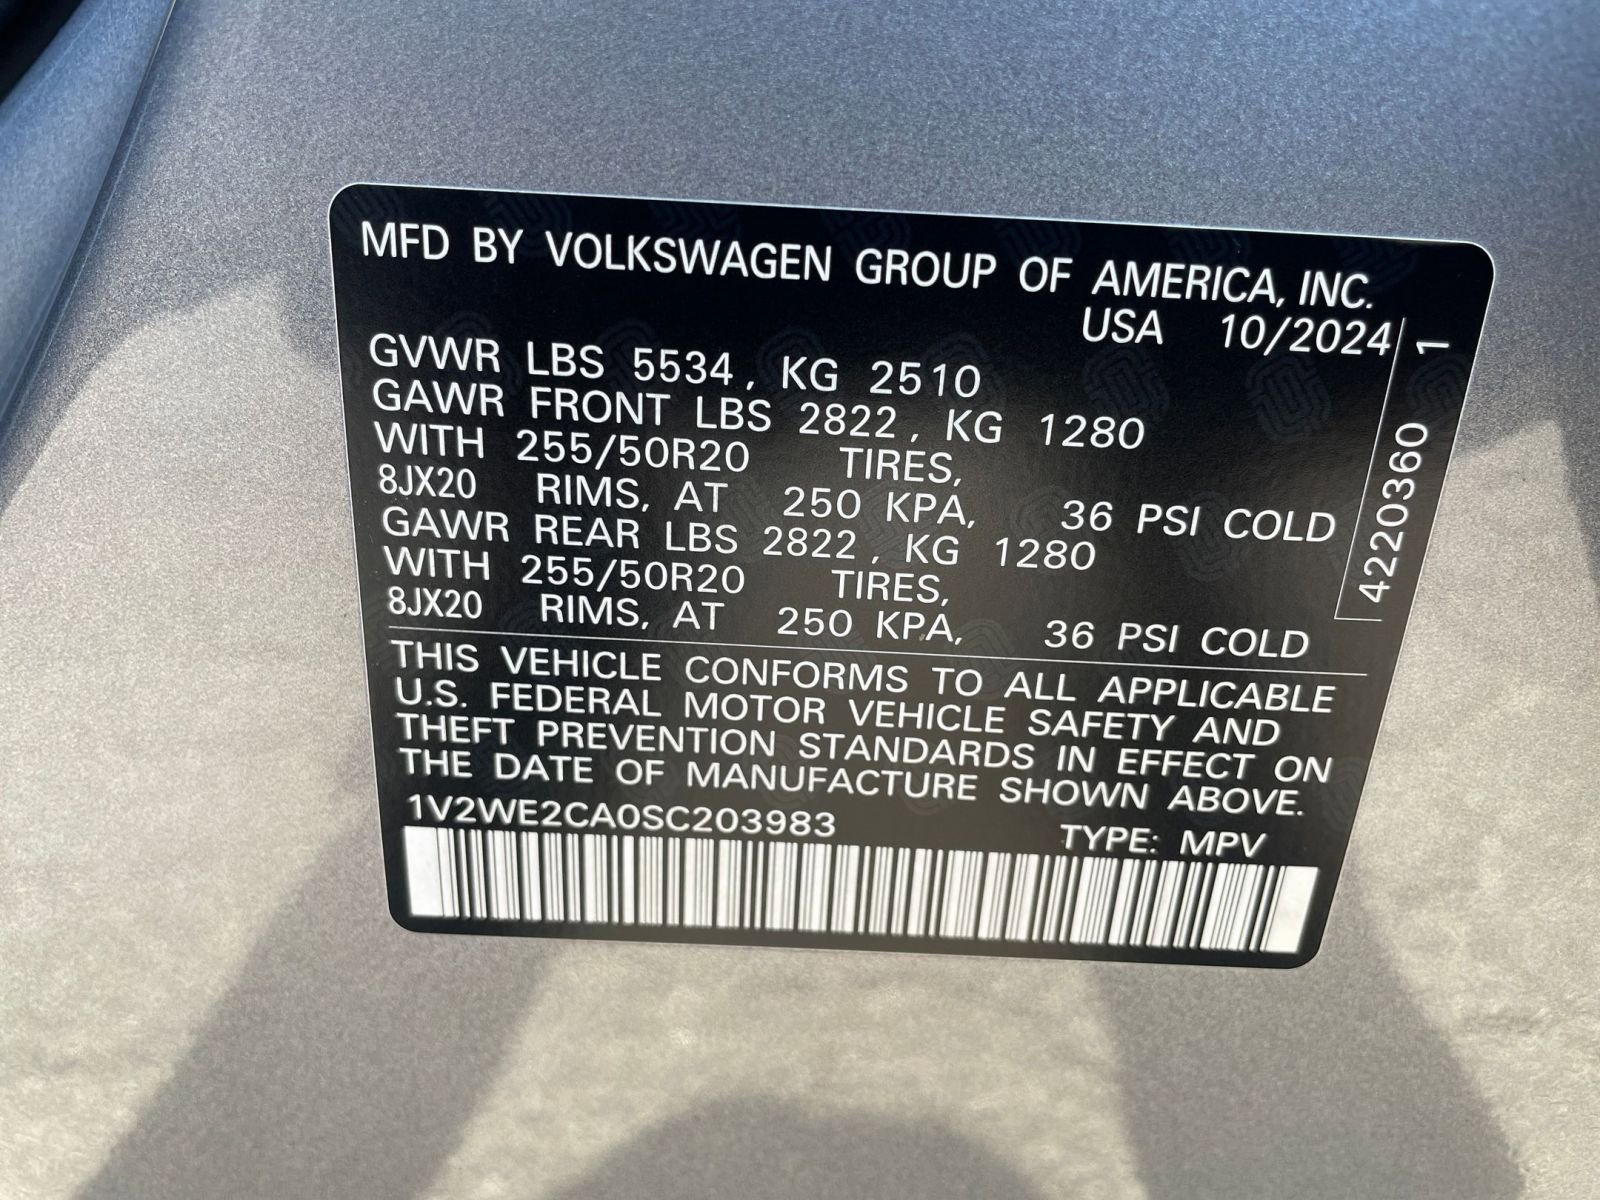 MFD BY VOLKSWAGEN GROUP OF AMERICA, INC.
USA 10/2024
GVWR LBS 5534, KG 2510
GAWR FRONT LBS 2822, KG 1280
WITH 255/50R20 TIRES,
8JX20 RIMS, AT 250 KPA, 36 PSI COLD
GAWR REAR LBS 2822, KG 1280
WITH 255/50R20 TIRES,
8JX20 RIMS, AT 250 KPA, 36 PSI COLD
4220360 1
THIS VEHICLE CONFORMS TO ALL APPLICABLE
U.S. FEDERAL MOTOR VEHICLE SAFETY AND
THEFT PREVENTION STANDARDS IN EFFECT ON
THE DATE OF MANUFACTURE SHOWN ABOVE.
1V2WE2CA0SC203983 TYPE: MPV